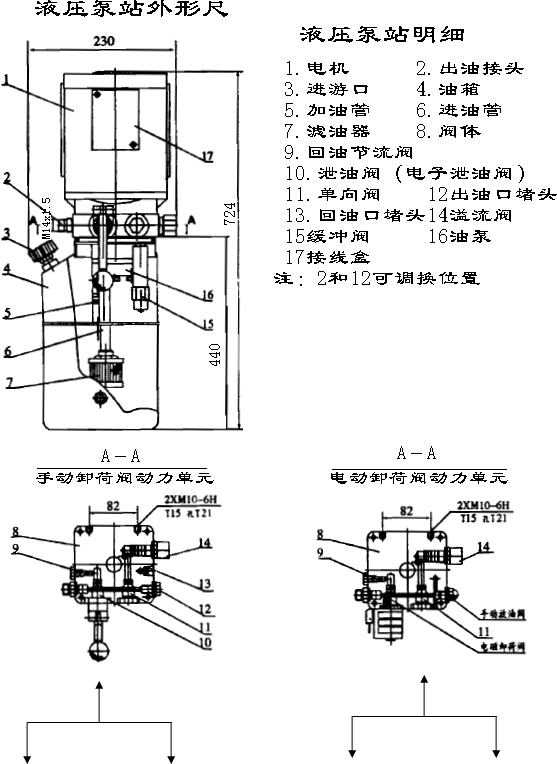 液压泵站外形尺
230
液压泵站明细
1.电机 2.出油接头
3.进游口 4.油箱
5.加油管 6.进油管
7.滤油器 8.阀体
9.回油节流阀
10.泄油阀（电子泄油阀）
11.单向阀 12出油口堵头
13.回油口堵头14溢流阀
15缓冲阀 16油泵
17接线盒
注：2和12可调换位置
1
17
2
A
M14x1.5
A
724
3
4
16
5
15
6
440
7
A－A
手动卸荷阀动力单元
82
2XM10-6H
T15 孔T21
8
14
9
13
12
11
10
A－A
电动卸荷阀动力单元
82
2XM10-6H
T15 孔T21
8
14
9
手动放油阀
11
电磁卸荷阀